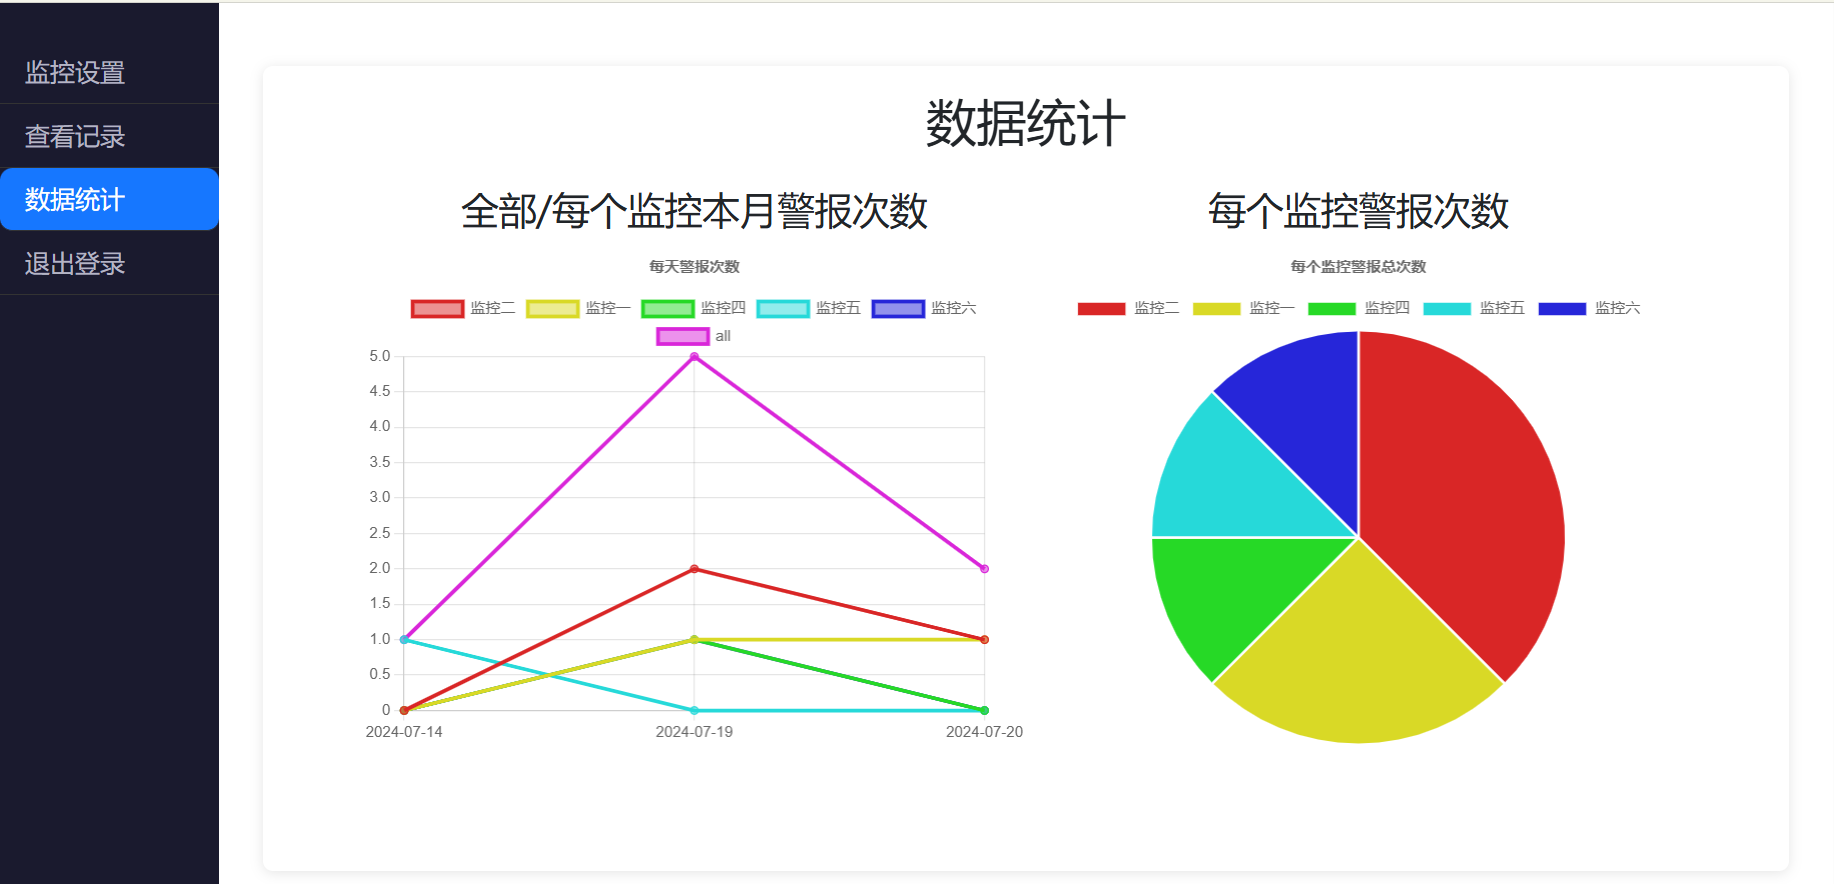 监控设置
查看记录
数据统计
退出登录
数据统计
全部/每个监控本月警报次数
每天警报次数
监控二 监控一 监控四 监控五 监控六
all
5.0
4.5
4.0
3.5
3.0
2.5
2.0
1.5
1.0
0.5
0
2024-07-14 2024-07-19 2024-07-20
每个监控警报次数
每个监控警报总次数
监控二 监控一 监控四 监控五 监控六